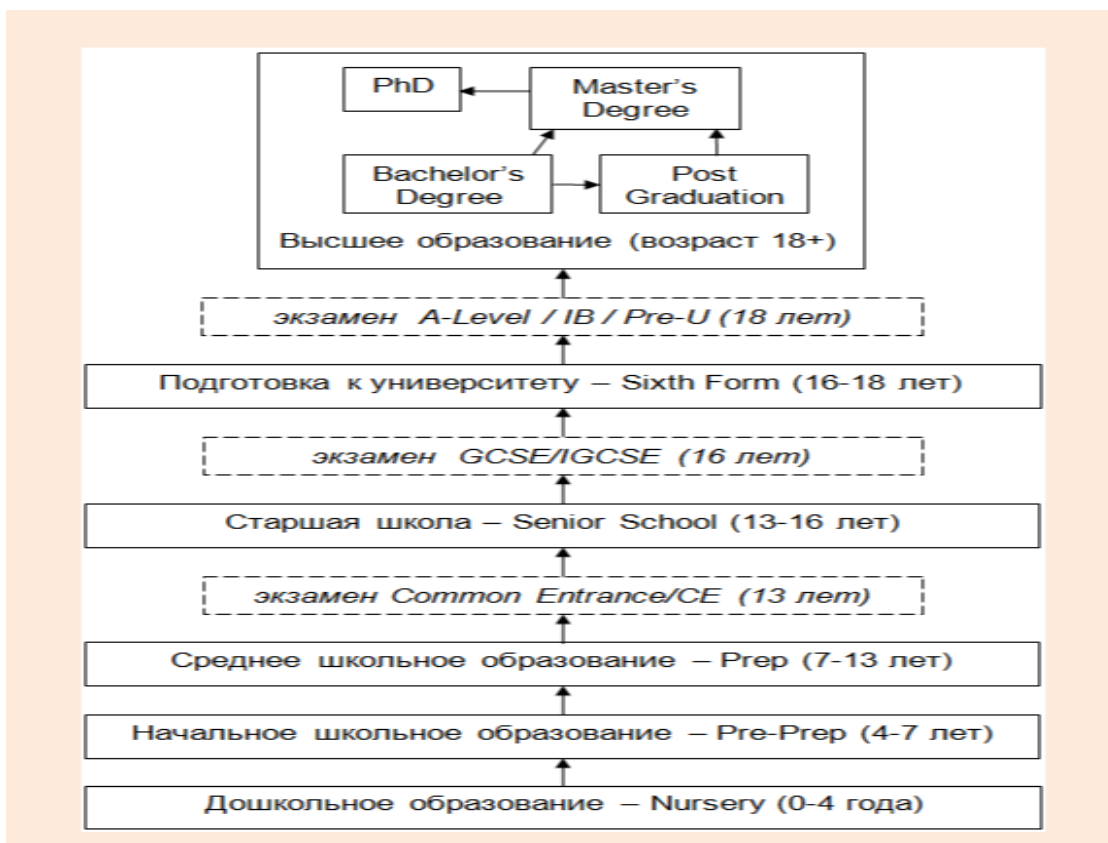 PhD
Master's
Degree
Bachelor's
Degree
Post
Graduation
Высшее образование (возраст 18+)
экзамен A-Level / IB / Pre-U (18 лет)
Подготовка к университету – Sixth Form (16-18 лет)
экзамен GCSE/IGCSE (16 лет)
Старшая школа – Senior School (13-16 лет)
экзамен Common Entrance/CE (13 лет)
Среднее школьное образование – Prep (7-13 лет)
Начальное школьное образование – Pre-Prep (4-7 лет)
Дошкольное образование – Nursery (0-4 года)